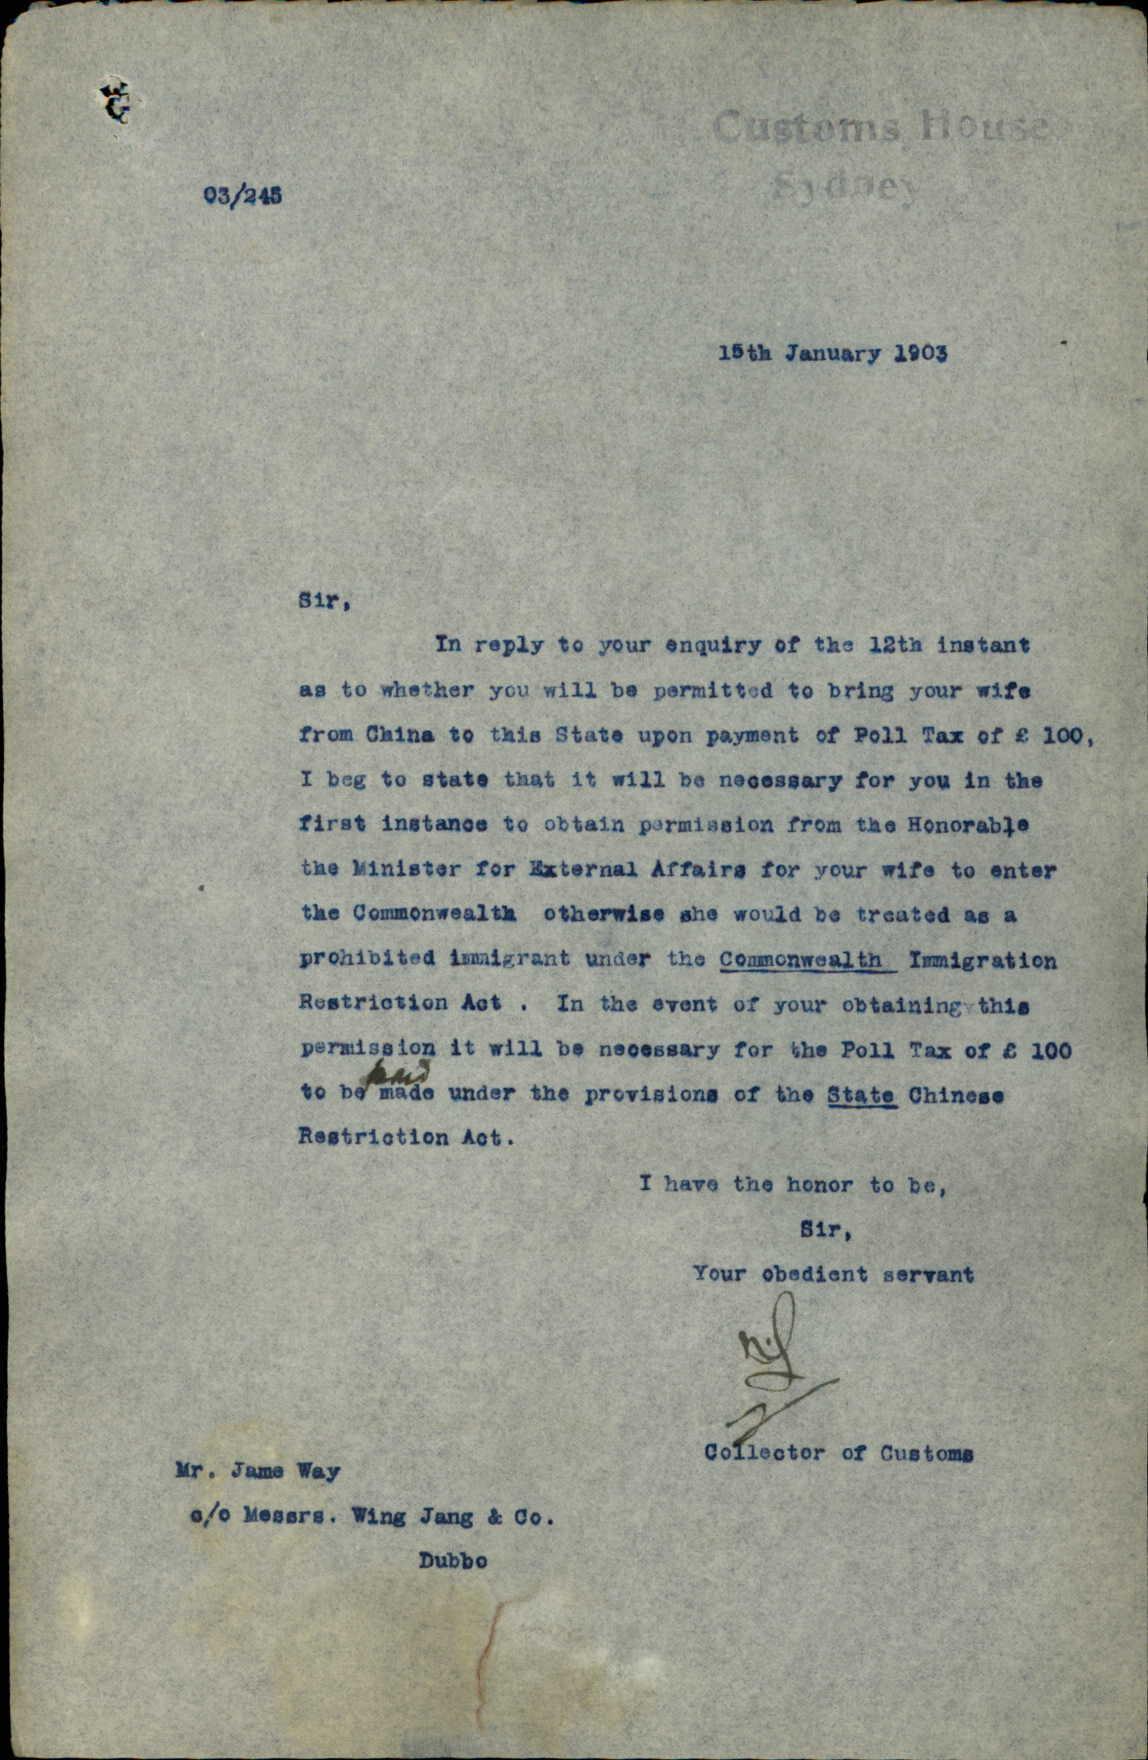 Customs House
Sydney
03/245
15th January 1903
Sir,
In reply to your enquiry of the 12th instant
as to whether you will be permitted to bring your wife
from China to this State upon payment of Poll Tax of £ 100,
I beg to state that it will be necessary for you in the
first instance to obtain permission from the Honorable
the Minister for External Affairs for your wife to enter
the Commonwealth otherwise she would be treated as a
prohibited immigrant under the Commonwealth Immigration
Restriction Act . In the event of your obtaining this
permission it will be necessary for the Poll Tax of £ 100
paid
to be made under the provisions of the State Chinese
Restriction Act.
I have the honor to be,
Sir,
Your obedient servant
Collector of Customs
Mr. Jame Way
c/o Messrs. Wing Jang & Co.
Dubbo